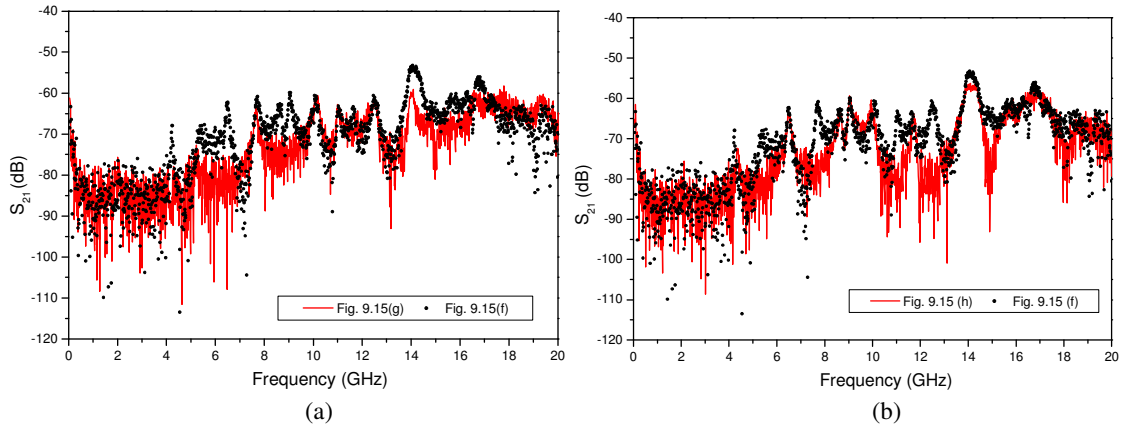 -40
-50
-60
-70
-80
-90
-100
-110
-120
S21 (dB)
0 2 4 6 8 10 12 14 16 18 20
Frequency (GHz)
Fig. 9.15(g) Fig. 9.15(f)
(a)
-40
-50
-60
-70
-80
-90
-100
-110
-120
S21 (dB)
0 2 4 6 8 10 12 14 16 18 20
Frequency (GHz)
Fig. 9.15 (h) Fig. 9.15 (f)
(b)